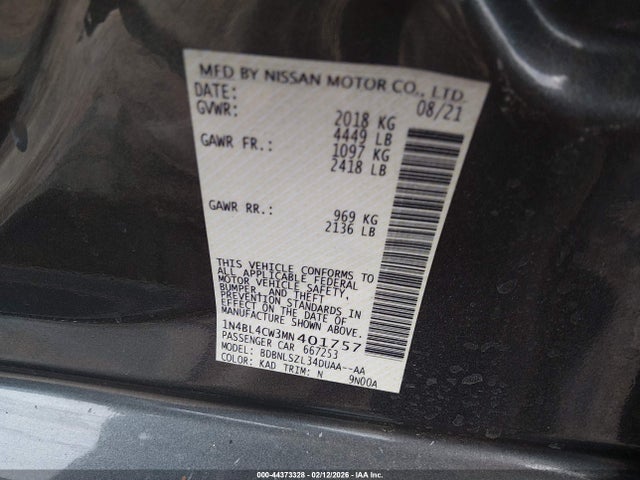 MFD BY NISSAN MOTOR CO., LTD.
DATE: 08/21
GVWR: 2018 KG
4449 LB
GAWR FR.: 1097 KG
2418 LB
GAWR RR.: 969 KG
2136 LB
THIS VEHICLE CONFORMS TO
ALL APPLICABLE FEDERAL
MOTOR VEHICLE SAFETY,
BUMPER, AND THEFT
PREVENTION STANDARDS IN
EFFECT ON THE DATE OF
MANUFACTURE SHOWN ABOVE.
1N4BL4CW3MN401757
PASSENGER CAR 667253
MODEL: BDBNLSZL34DUAA--AA
COLOR: KAD TRIM: N 9N00A
000-44373328 - 02/12/2026 - IAA Inc.